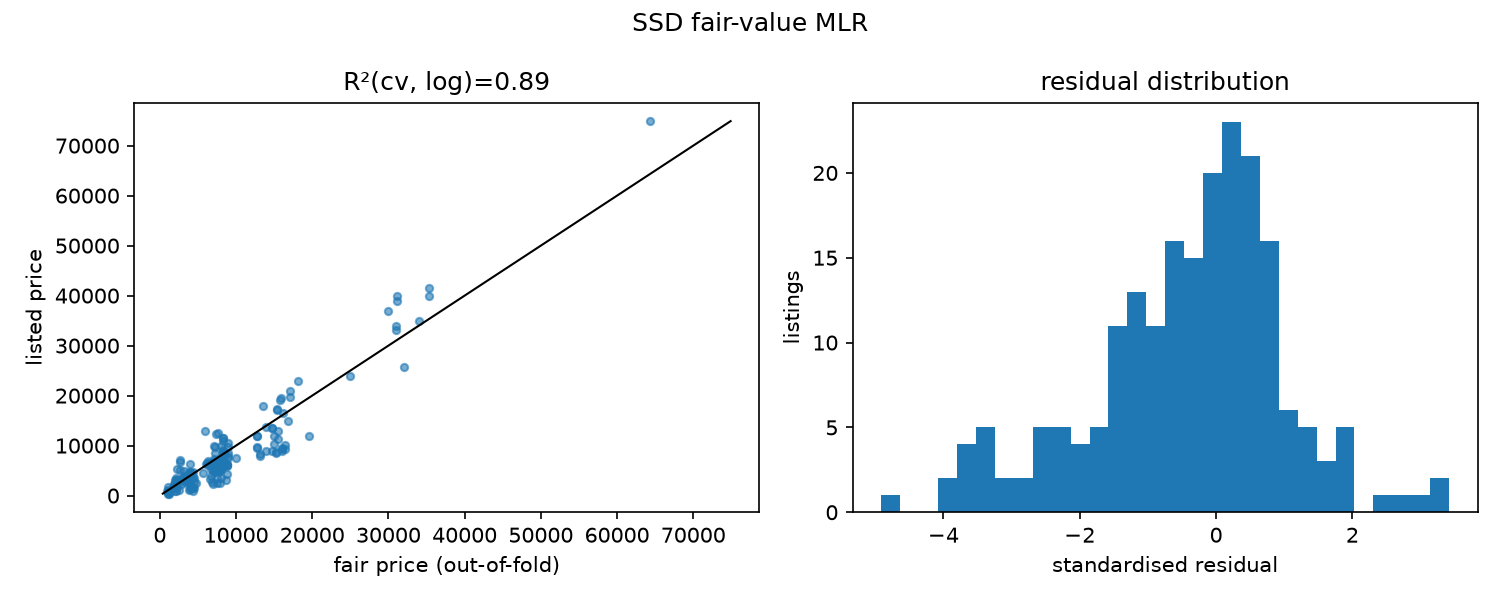 SSD fair-value MLR
R²(cv, log)=0.89
listed price
70000
60000
50000
40000
30000
20000
10000
0
0 10000 20000 30000 40000 50000 60000 70000
fair price (out-of-fold)
residual distribution
listings
20
15
10
5
0
−4 −2 0 2
standardised residual